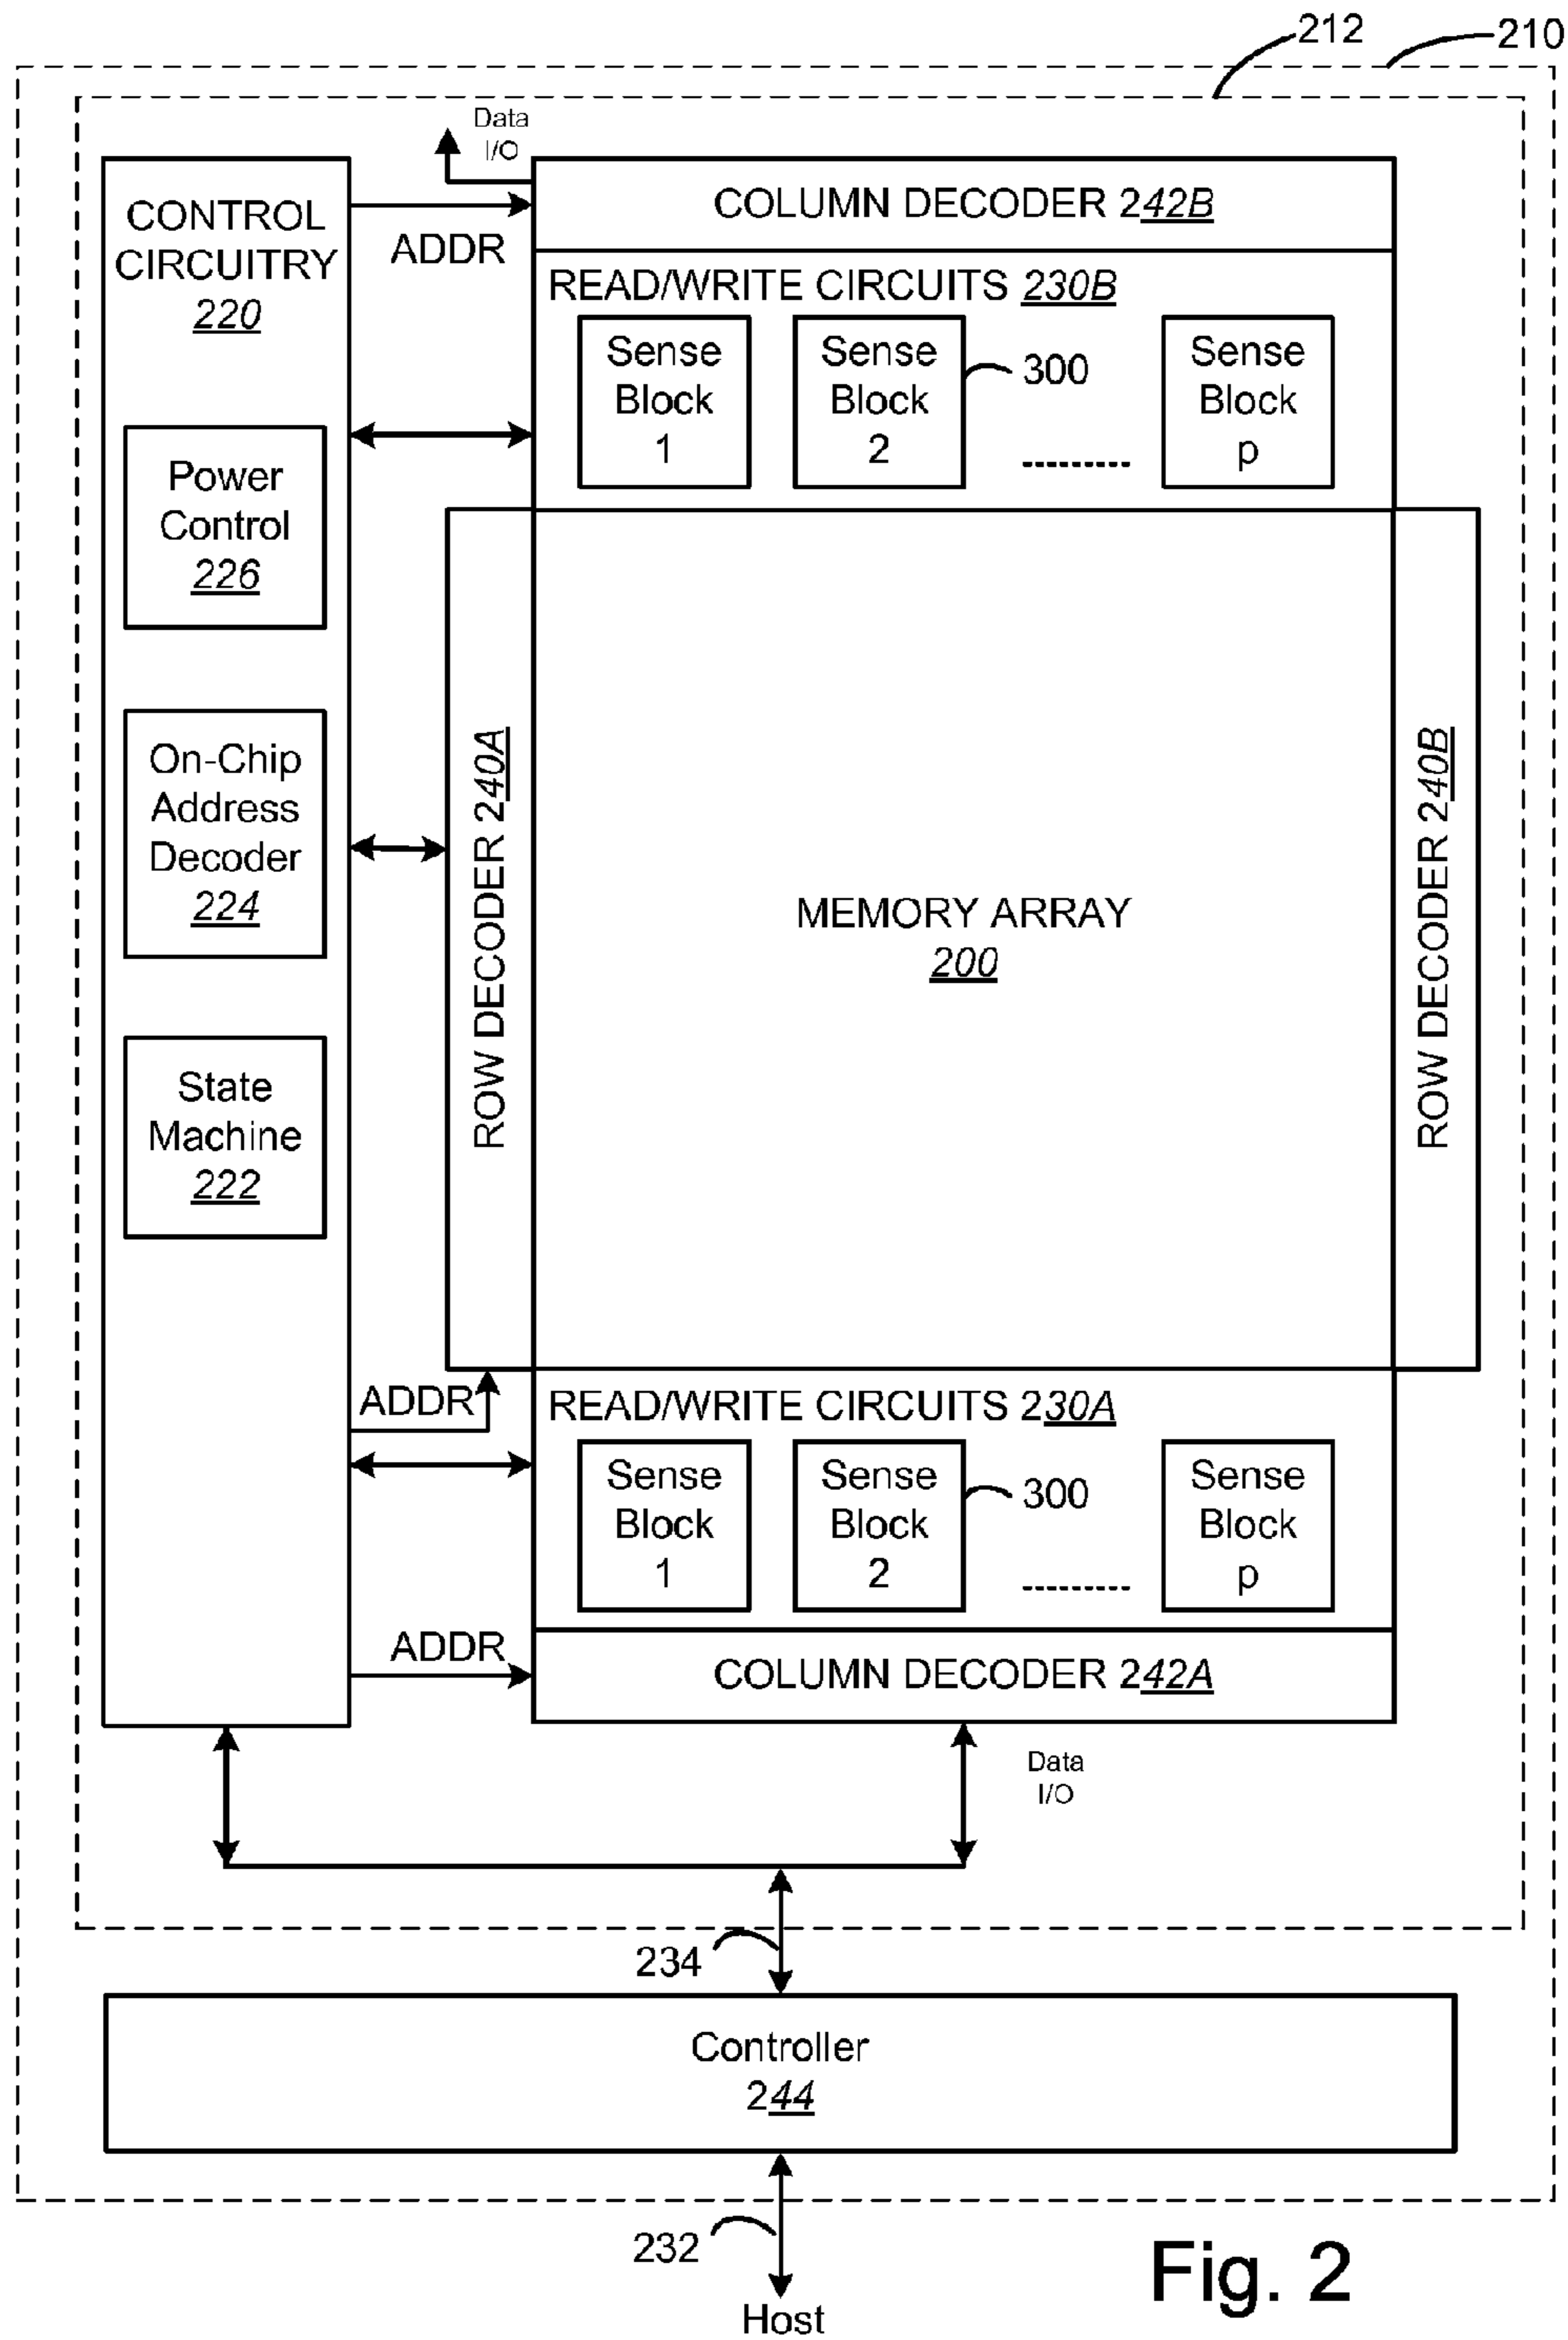 212
210
Data
I/O
CONTROL
CIRCUITRY
220
ADDR
COLUMN DECODER 242B
READ/WRITE CIRCUITS 230B
Sense
Block
1
Sense
Block
2
300
Sense
Block
p
Power
Control
226
On-Chip
Address
Decoder
224
State
Machine
222
ROW DECODER 240A
MEMORY ARRAY
200
ROW DECODER 240B
ADDR
READ/WRITE CIRCUITS 230A
Sense
Block
1
Sense
Block
2
300
Sense
Block
p
ADDR
COLUMN DECODER 242A
Data
I/O
234
Controller
244
232
Host
Fig. 2